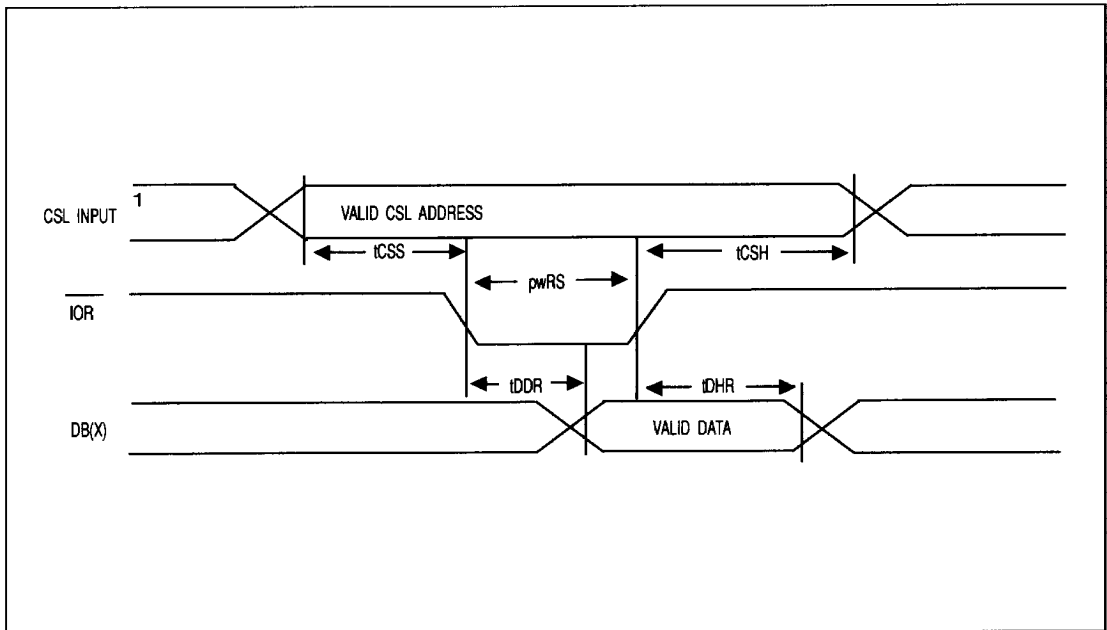 1
CSL INPUT
VALID CSL ADDRESS
tCSS
tCSH
pwRS
IOR
tDDR
tDHR
DB(X)
VALID DATA